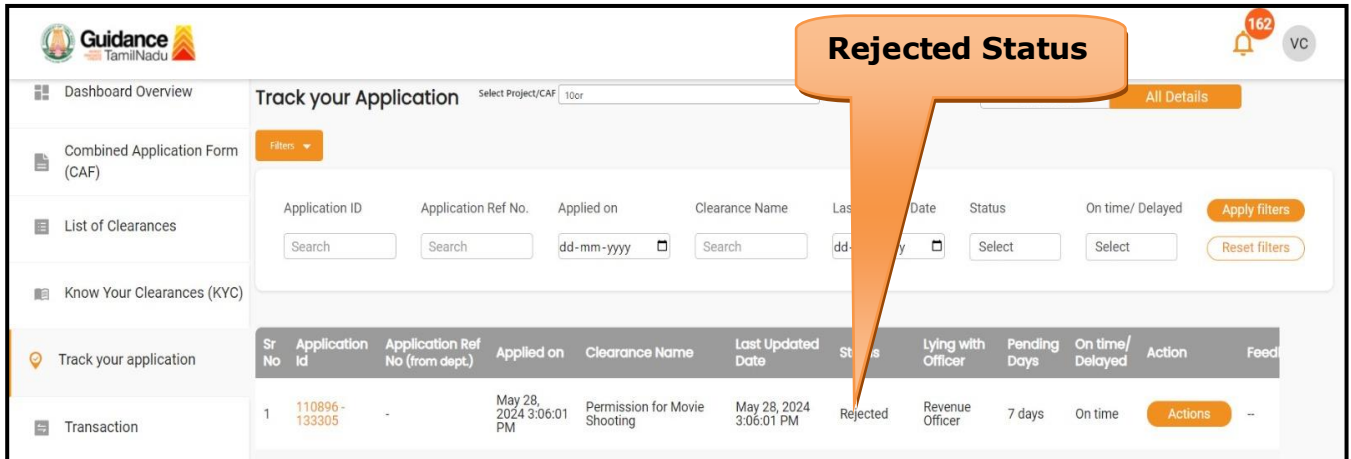 Rejected Status
162
Guidance
TamilNadu
VC
Dashboard Overview
Track your Application
Select Project/CAF
10or
All Details
Filters
Combined Application Form
(CAF)
Application ID
Application Ref No.
Applied on
Clearance Name
Las
Date
Status
On time/ Delayed
Apply filters
List of Clearances
Search
Search
dd-mm-yyyy
Search
dd-
y
Select
Select
Reset filters
Know Your Clearances (KYC)
Track your application
Sr No
Application Id
Application Ref No (from dept.)
Applied on
Clearance Name
Last Updated Date
Lying with Officer
Pending Days
On time/ Delayed
Action
Feed
1
110896 - 133305
-
May 28, 2024 3:06:01 PM
Permission for Movie Shooting
May 28, 2024 3:06:01 PM
Rejected
Revenue Officer
7 days
On time
Actions
--
Transaction